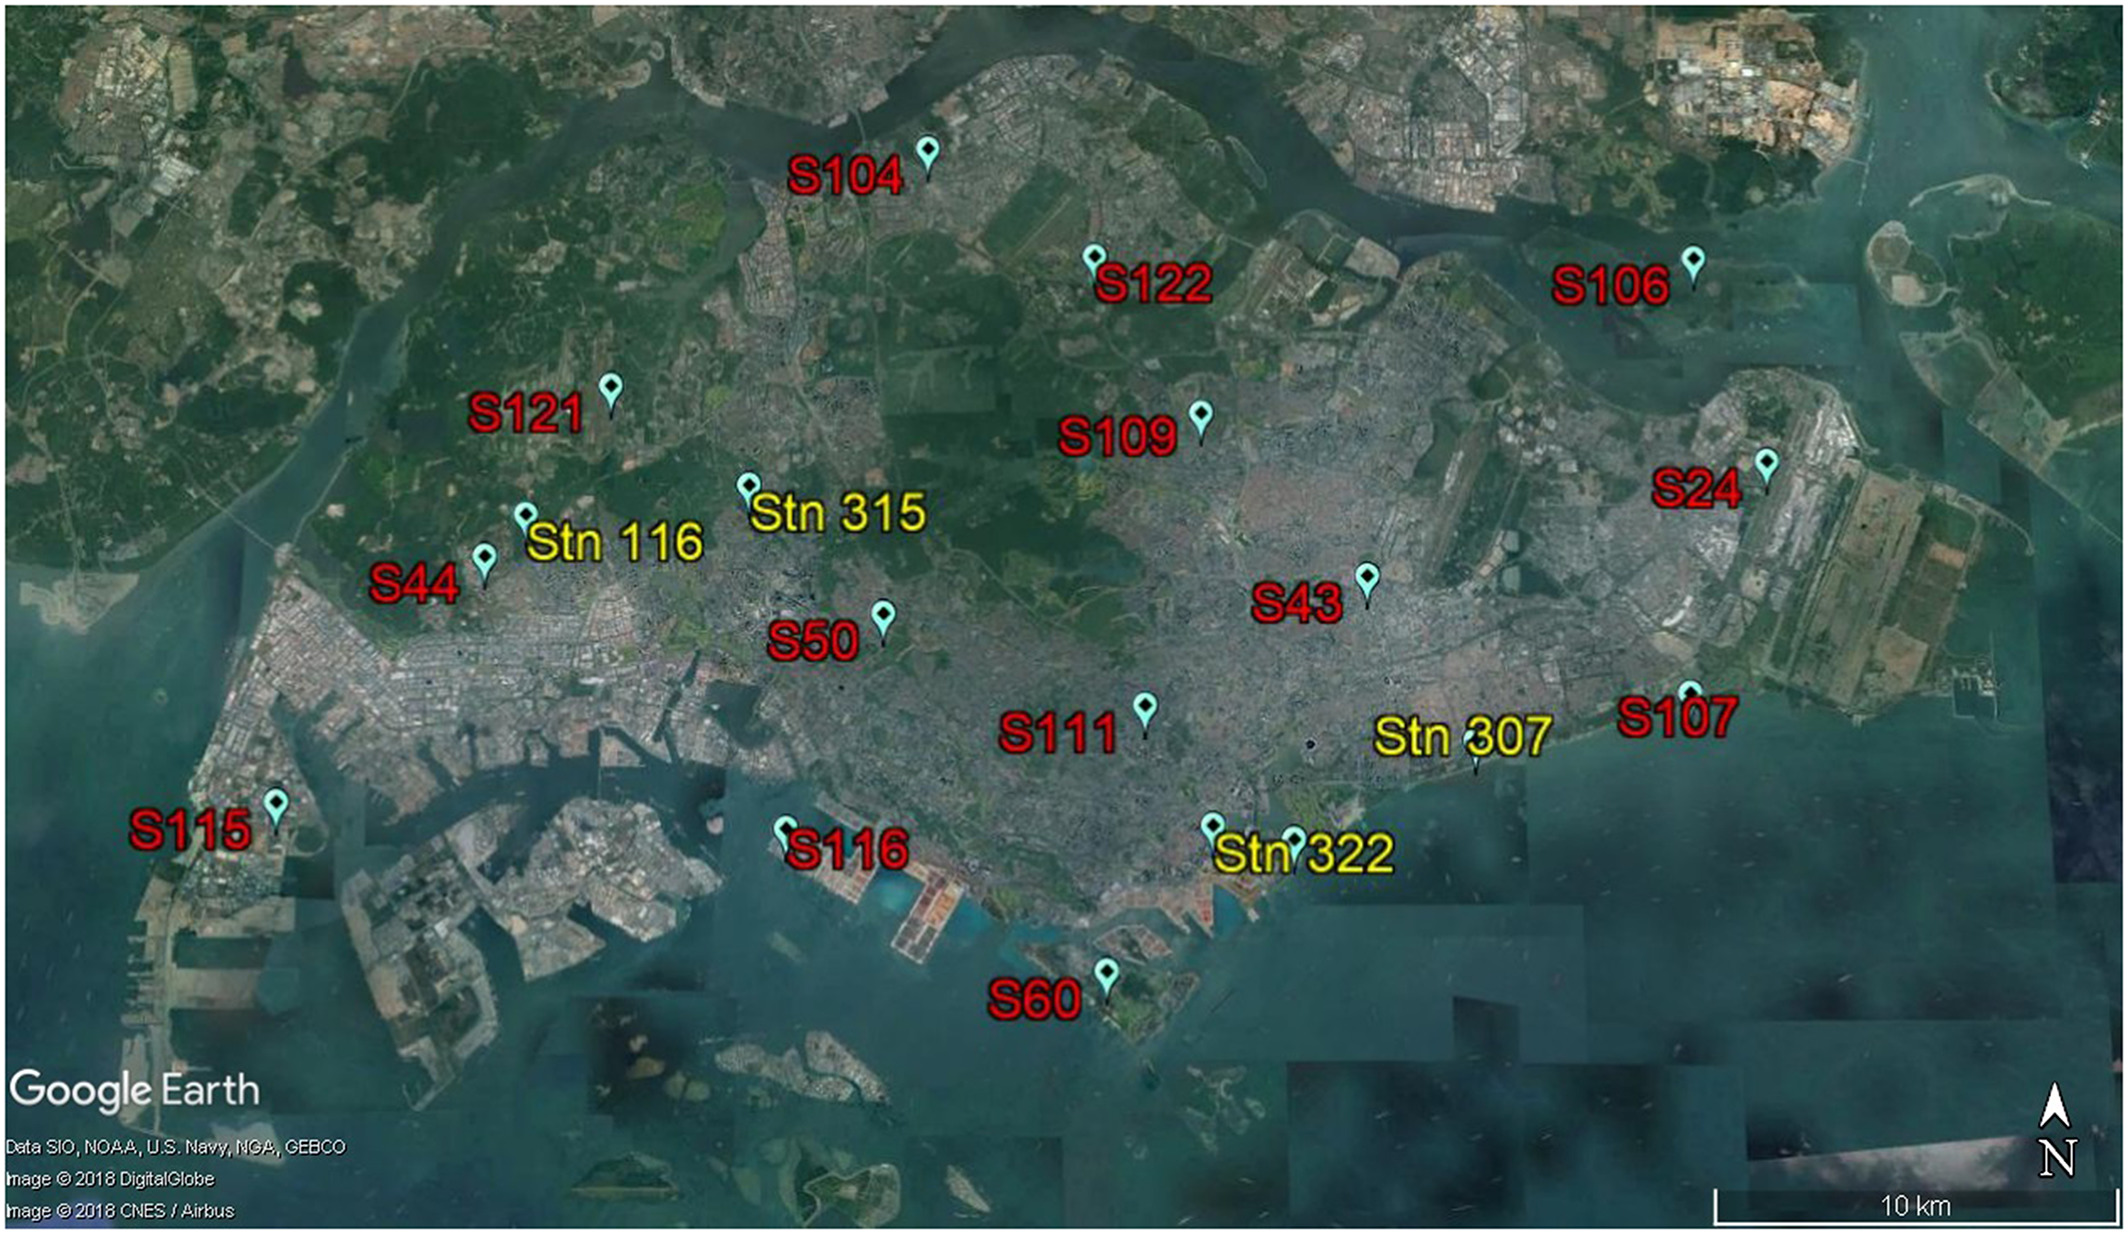 S104
S122
S106
S121
S109
S24
Stn 315
Stn 116
S44
S43
S50
S111
S107
Stn 307
S115
S116
Stn 322
S60
Google Earth
Data SIO, NOAA, U.S. Navy, NGA, GEBCO
Image © 2018 DigitalGlobe
Image © 2018 CNES / Airbus
N
10 km